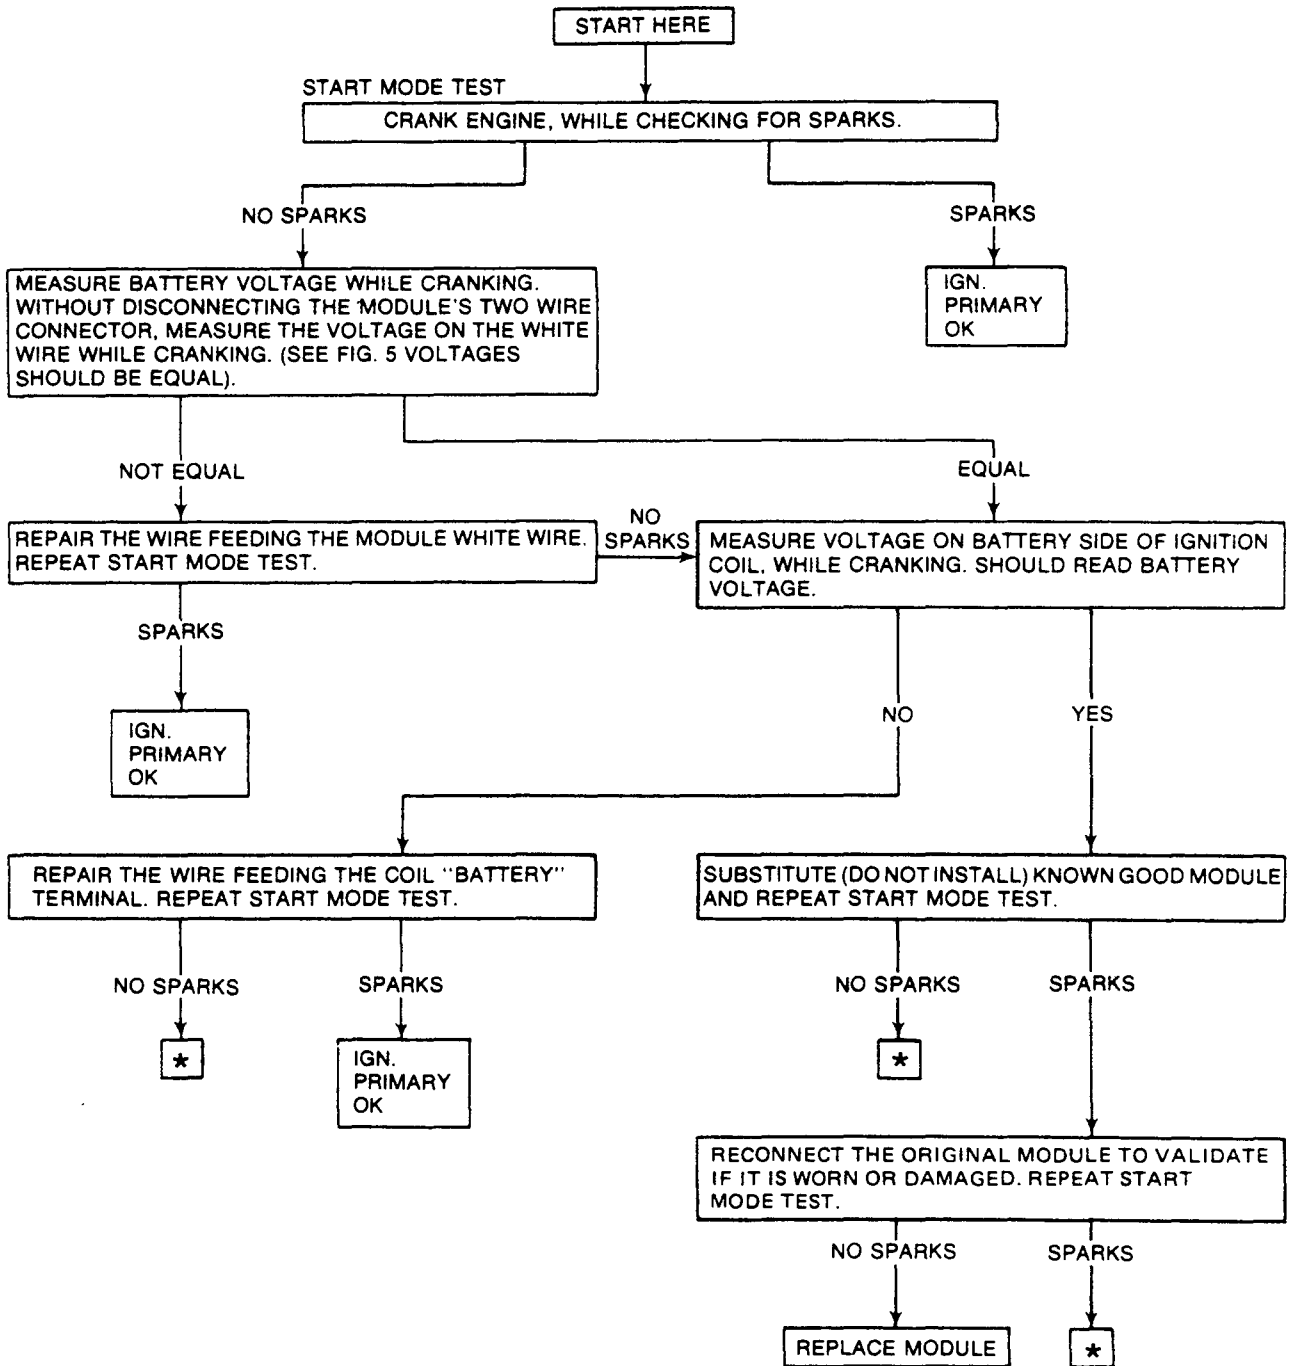 START HERE
START MODE TEST
CRANK ENGINE, WHILE CHECKING FOR SPARKS.
NO SPARKS
SPARKS
MEASURE BATTERY VOLTAGE WHILE CRANKING.
WITHOUT DISCONNECTING THE MODULE'S TWO WIRE
CONNECTOR, MEASURE THE VOLTAGE ON THE WHITE
WIRE WHILE CRANKING. (SEE FIG. 5 VOLTAGES
SHOULD BE EQUAL).
IGN.
PRIMARY
OK
NOT EQUAL
EQUAL
REPAIR THE WIRE FEEDING THE MODULE WHITE WIRE.
REPEAT START MODE TEST.
NO
SPARKS
MEASURE VOLTAGE ON BATTERY SIDE OF IGNITION
COIL, WHILE CRANKING. SHOULD READ BATTERY
VOLTAGE.
SPARKS
IGN.
PRIMARY
OK
NO
YES
REPAIR THE WIRE FEEDING THE COIL "BATTERY"
TERMINAL. REPEAT START MODE TEST.
SUBSTITUTE (DO NOT INSTALL) KNOWN GOOD MODULE
AND REPEAT START MODE TEST.
NO SPARKS
SPARKS
NO SPARKS
SPARKS
*
IGN.
PRIMARY
OK
*
RECONNECT THE ORIGINAL MODULE TO VALIDATE
IF IT IS WORN OR DAMAGED. REPEAT START
MODE TEST.
NO SPARKS
SPARKS
REPLACE MODULE
*